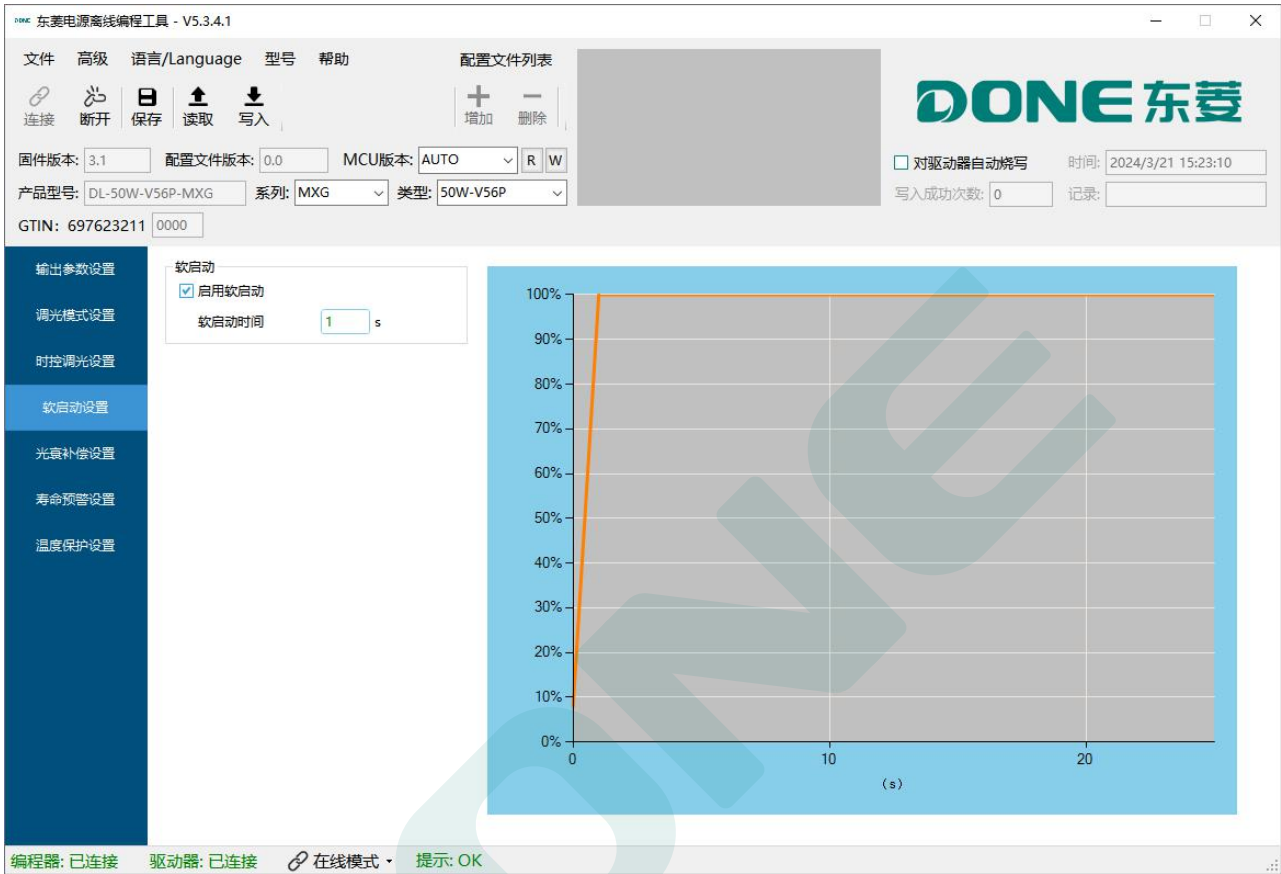 DONE 东菱电源离线编程工具 - V5.3.4.1
文件 高级 语言/Language 型号 帮助 配置文件列表
连接 断开 保存 读取 写入 增加 删除
DONE 东菱
固件版本: 3.1 配置文件版本: 0.0 MCU版本: AUTO R W
对驱动器自动烧写 时间: 2024/3/21 15:23:10
产品型号: DL-50W-V56P-MXG 系列: MXG 类型: 50W-V56P
写入成功次数: 0 记录:
GTIN: 697623211 0000
输出参数设置
调光模式设置
时控调光设置
软启动设置
光衰补偿设置
寿命预警设置
温度保护设置
软启动
启用软启动
软启动时间 1 s
100%
90%
80%
70%
60%
50%
40%
30%
20%
10%
0%
0 10 20
(s)
DONE
编程器: 已连接 驱动器: 已连接 在线模式 提示: OK